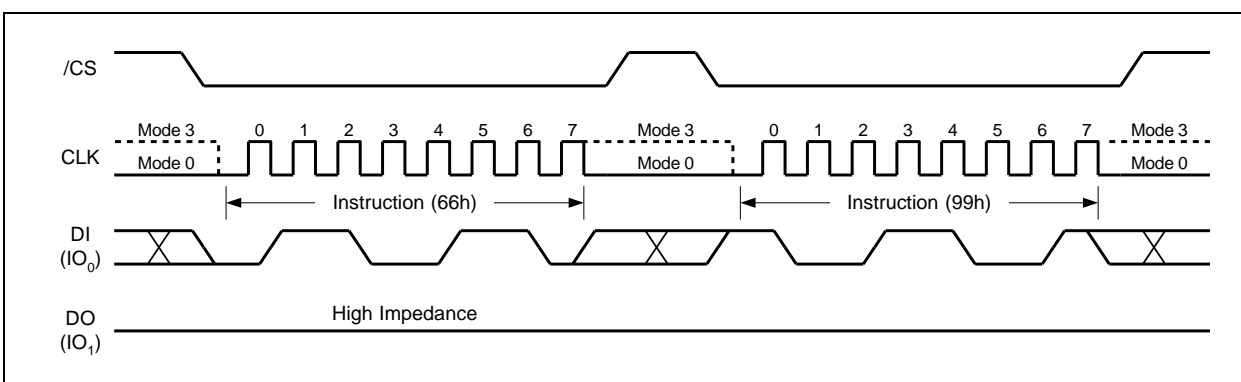 /CS
Mode 3 0 1 2 3 4 5 6 7 Mode 3 0 1 2 3 4 5 6 7 Mode 3
CLK
Mode 0 Mode 0 Mode 0
Instruction (66h) Instruction (99h)
DI
(IO₀)
High Impedance
DO
(IO₁)